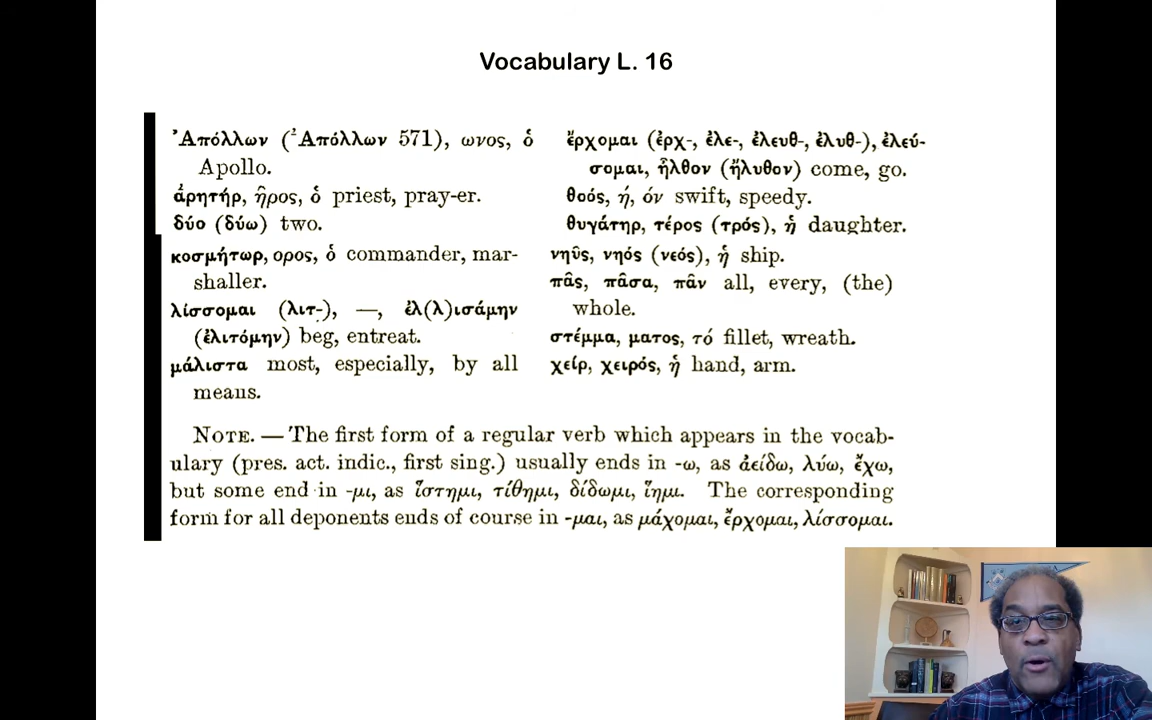 Vocabulary L. 16
Ἀπόλλων (Ἀ̄πόλλων 571), ωνος, ὁ
Apollo.
ἀρητήρ, ῆρος, ὁ priest, pray-er.
δύο (δύω) two.
κοσμήτωρ, ορος, ὁ commander, mar-
shaller.
λίσσομαι (λιτ-), —, ἐλ(λ)ισάμην
(ἐλιτόμην) beg, entreat.
μάλιστα most, especially, by all
means.
ἔρχομαι (ἐρχ-, ἐλε-, ἐλευθ-, ἐλυθ-), ἐλεύ-
σομαι, ἦλθον (ἤλυθον) come, go.
θοός, ή, όν swift, speedy.
θυγάτηρ, τέρος (τρός), ἡ daughter.
νηῦς, νηός (νεός), ἡ ship.
πᾶς, πᾶσα, πᾶν all, every, (the)
whole.
στέμμα, ματος, τό fillet, wreath.
χείρ, χειρός, ἡ hand, arm.
NOTE. — The first form of a regular verb which appears in the vocab-
ulary (pres. act. indic., first sing.) usually ends in -ω, as ἀείδω, λύω, ἔχω,
but some end in -μι, as ἵστημι, τίθημι, δίδωμι, ἵημι. The corresponding
form for all deponents ends of course in -μαι, as μάχομαι, ἔρχομαι, λίσσομαι.